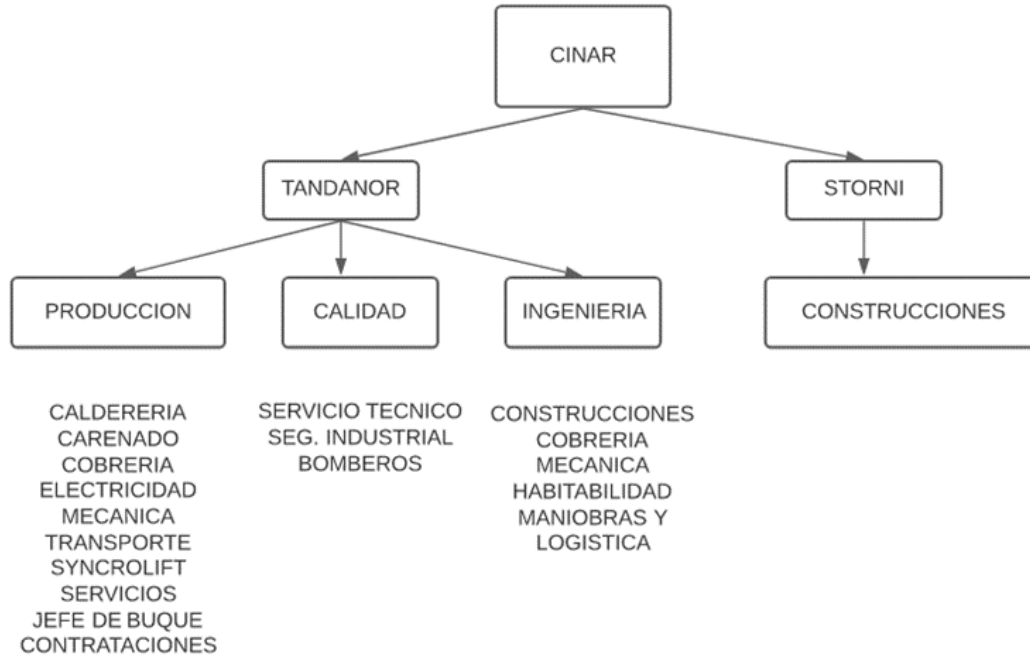 CINAR
TANDANOR
STORNI
PRODUCCION
CALIDAD
INGENIERIA
CONSTRUCCIONES
CALDERERIA
CARENADO
COBRERIA
ELECTRICIDAD
MECANICA
TRANSPORTE
SYNCROLIFT
SERVICIOS
JEFE DE BUQUE
CONTRATACIONES
SERVICIO TECNICO
SEG. INDUSTRIAL
BOMBEROS
CONSTRUCCIONES
COBRERIA
MECANICA
HABITABILIDAD
MANIOBRAS Y
LOGISTICA